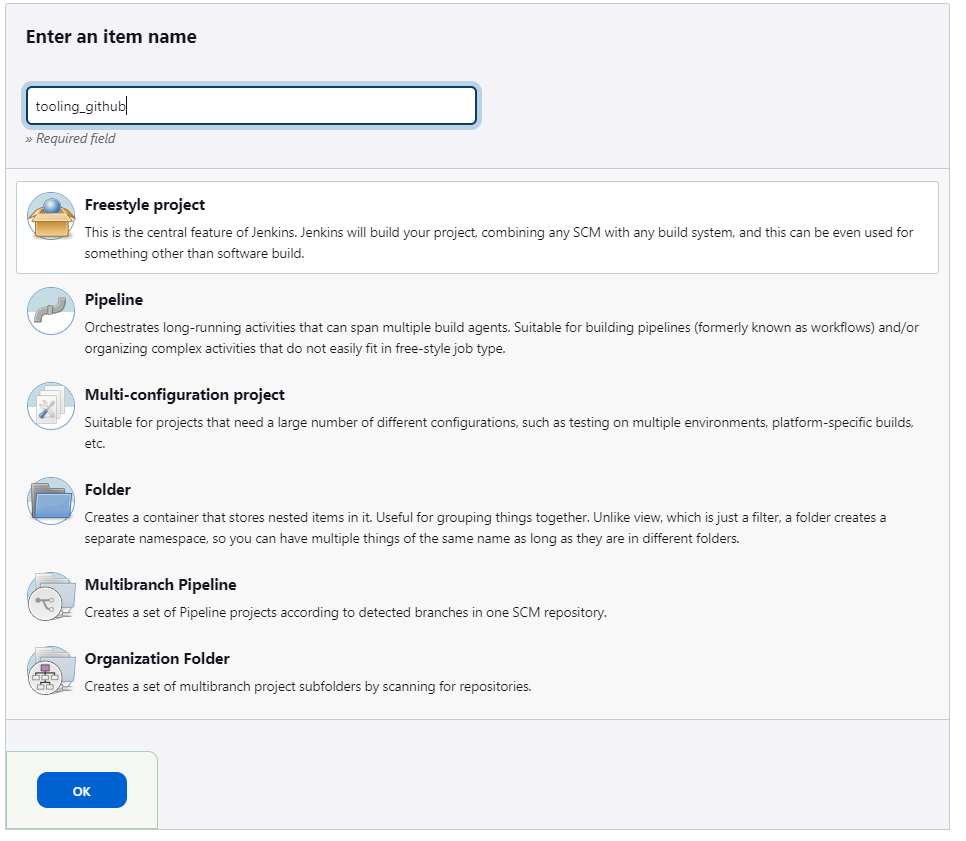 Enter an item name
tooling_github
» Required field
Freestyle project
This is the central feature of Jenkins. Jenkins will build your project, combining any SCM with any build system, and this can be even used for
something other than software build.
Pipeline
Orchestrates long-running activities that can span multiple build agents. Suitable for building pipelines (formerly known as workflows) and/or
organizing complex activities that do not easily fit in free-style job type.
Multi-configuration project
Suitable for projects that need a large number of different configurations, such as testing on multiple environments, platform-specific builds,
etc.
Folder
Creates a container that stores nested items in it. Useful for grouping things together. Unlike view, which is just a filter, a folder creates a
separate namespace, so you can have multiple things of the same name as long as they are in different folders.
Multibranch Pipeline
Creates a set of Pipeline projects according to detected branches in one SCM repository.
Organization Folder
Creates a set of multibranch project subfolders by scanning for repositories.
OK